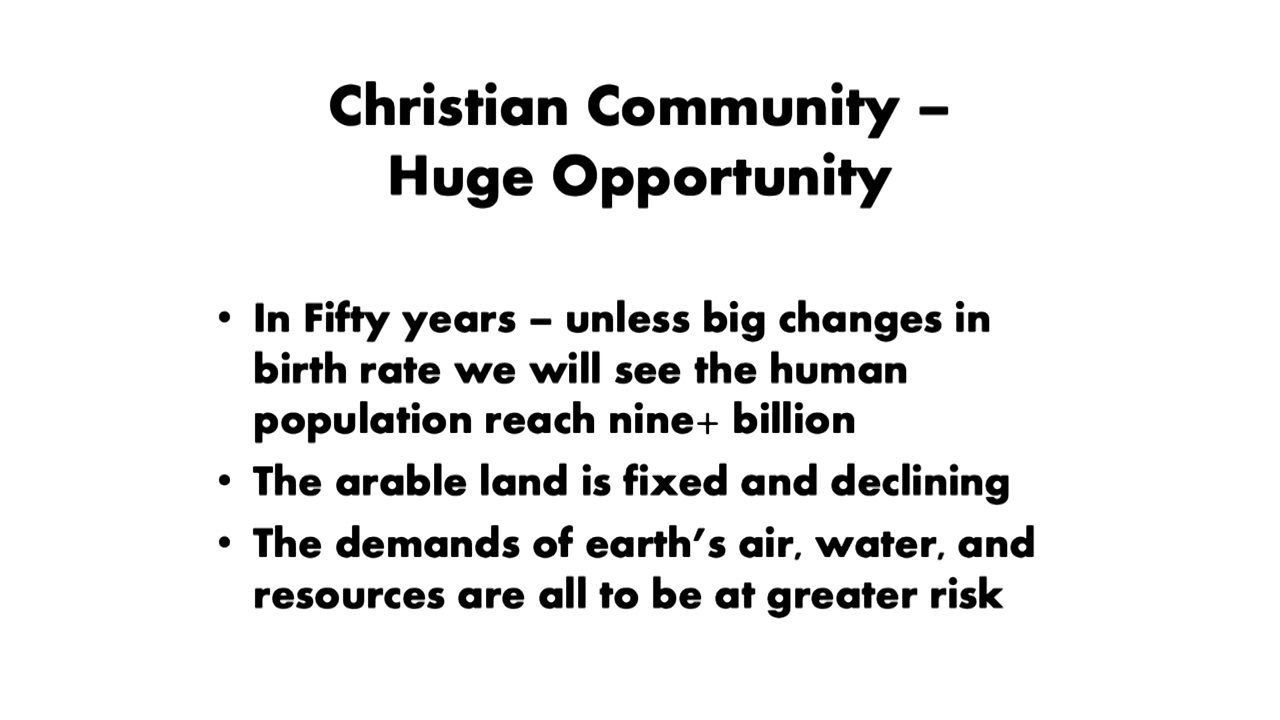 Christian Community –
Huge Opportunity
• In Fifty years – unless big changes in
birth rate we will see the human
population reach nine+ billion
• The arable land is fixed and declining
• The demands of earth’s air, water, and
resources are all to be at greater risk